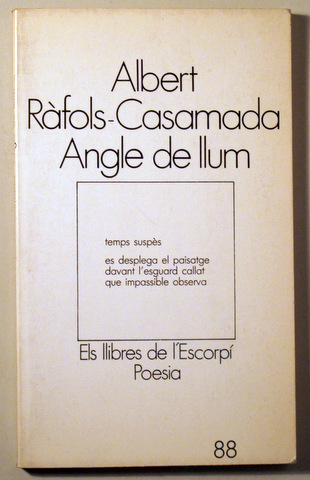 Albert
Ràfols-Casamada
Angle de llum
temps suspès
es desplega el paisatge
davant l'esguard callat
que impassible observa
Els llibres de l'Escorpí
Poesia
88